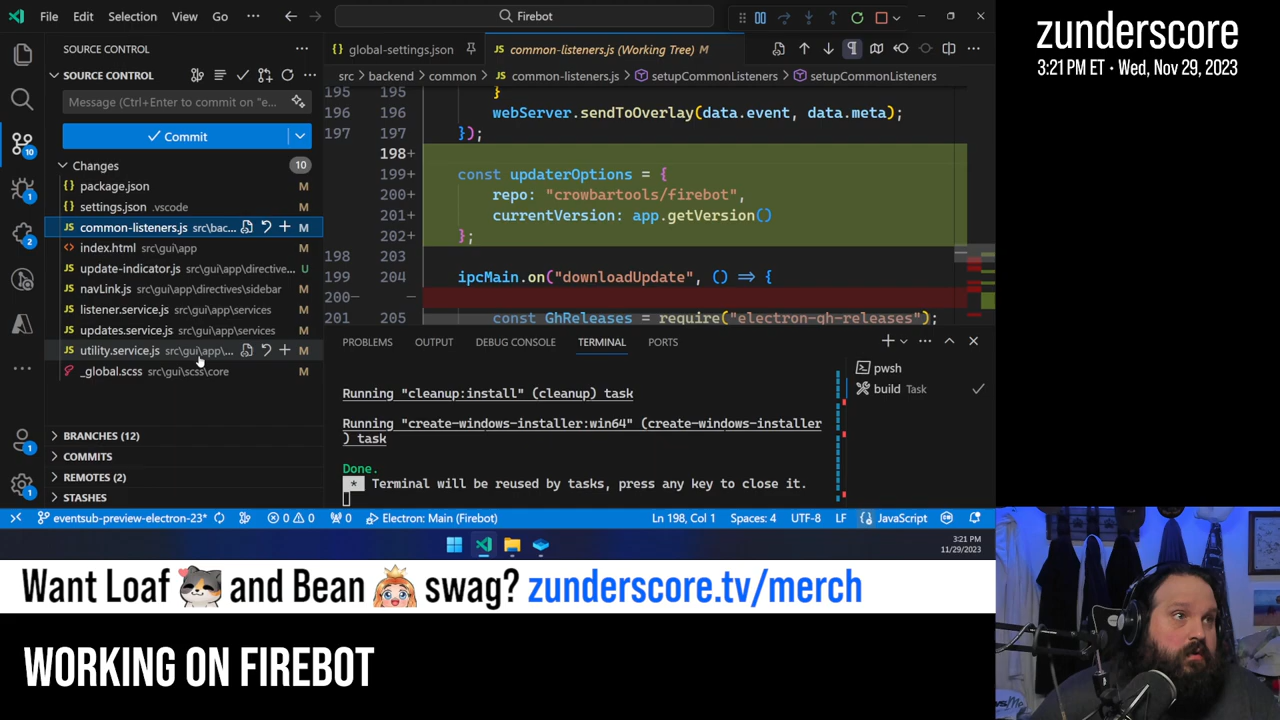 File Edit Selection View Go ··· Firebot
zunderscore
3:21 PM ET • Wed, Nov 29, 2023
SOURCE CONTROL
SOURCE CONTROL
Message (Ctrl+Enter to commit on "e...
Commit
Changes 10
package.json M
settings.json .vscode M
common-listeners.js src\bac... M
index.html src\gui\app M
update-indicator.js src\gui\app\directive... U
navLink.js src\gui\app\directives\sidebar M
listener.service.js src\gui\app\services M
updates.service.js src\gui\app\services M
utility.service.js src\gui\app\... M
_global.scss src\gui\scss\core M
BRANCHES (12)
COMMITS
REMOTES (2)
STASHES
10
1
2
1
1
global-settings.json
common-listeners.js (Working Tree) M
src > backend > common > common-listeners.js > setupCommonListeners > setupCommonListeners
195 195 }
196 196 webServer.sendToOverlay(data.event, data.meta);
197 197 });
198+
199+ const updaterOptions = {
200+ repo: "crowbartools/firebot",
201+ currentVersion: app.getVersion()
202+ };
198 203
199 204 ipcMain.on("downloadUpdate", () => {
200−
201 205 const GhReleases = require("electron-gh-releases");
PROBLEMS OUTPUT DEBUG CONSOLE TERMINAL PORTS
Running "cleanup:install" (cleanup) task
Running "create-windows-installer:win64" (create-windows-installer
) task
Done.
* Terminal will be reused by tasks, press any key to close it.
pwsh
build Task
eventsub-preview-electron-23* 0 0 0 Electron: Main (Firebot) Ln 198, Col 1 Spaces: 4 UTF-8 LF JavaScript
3:21 PM
11/29/2023
Want Loaf and Bean swag? zunderscore.tv/merch
WORKING ON FIREBOT